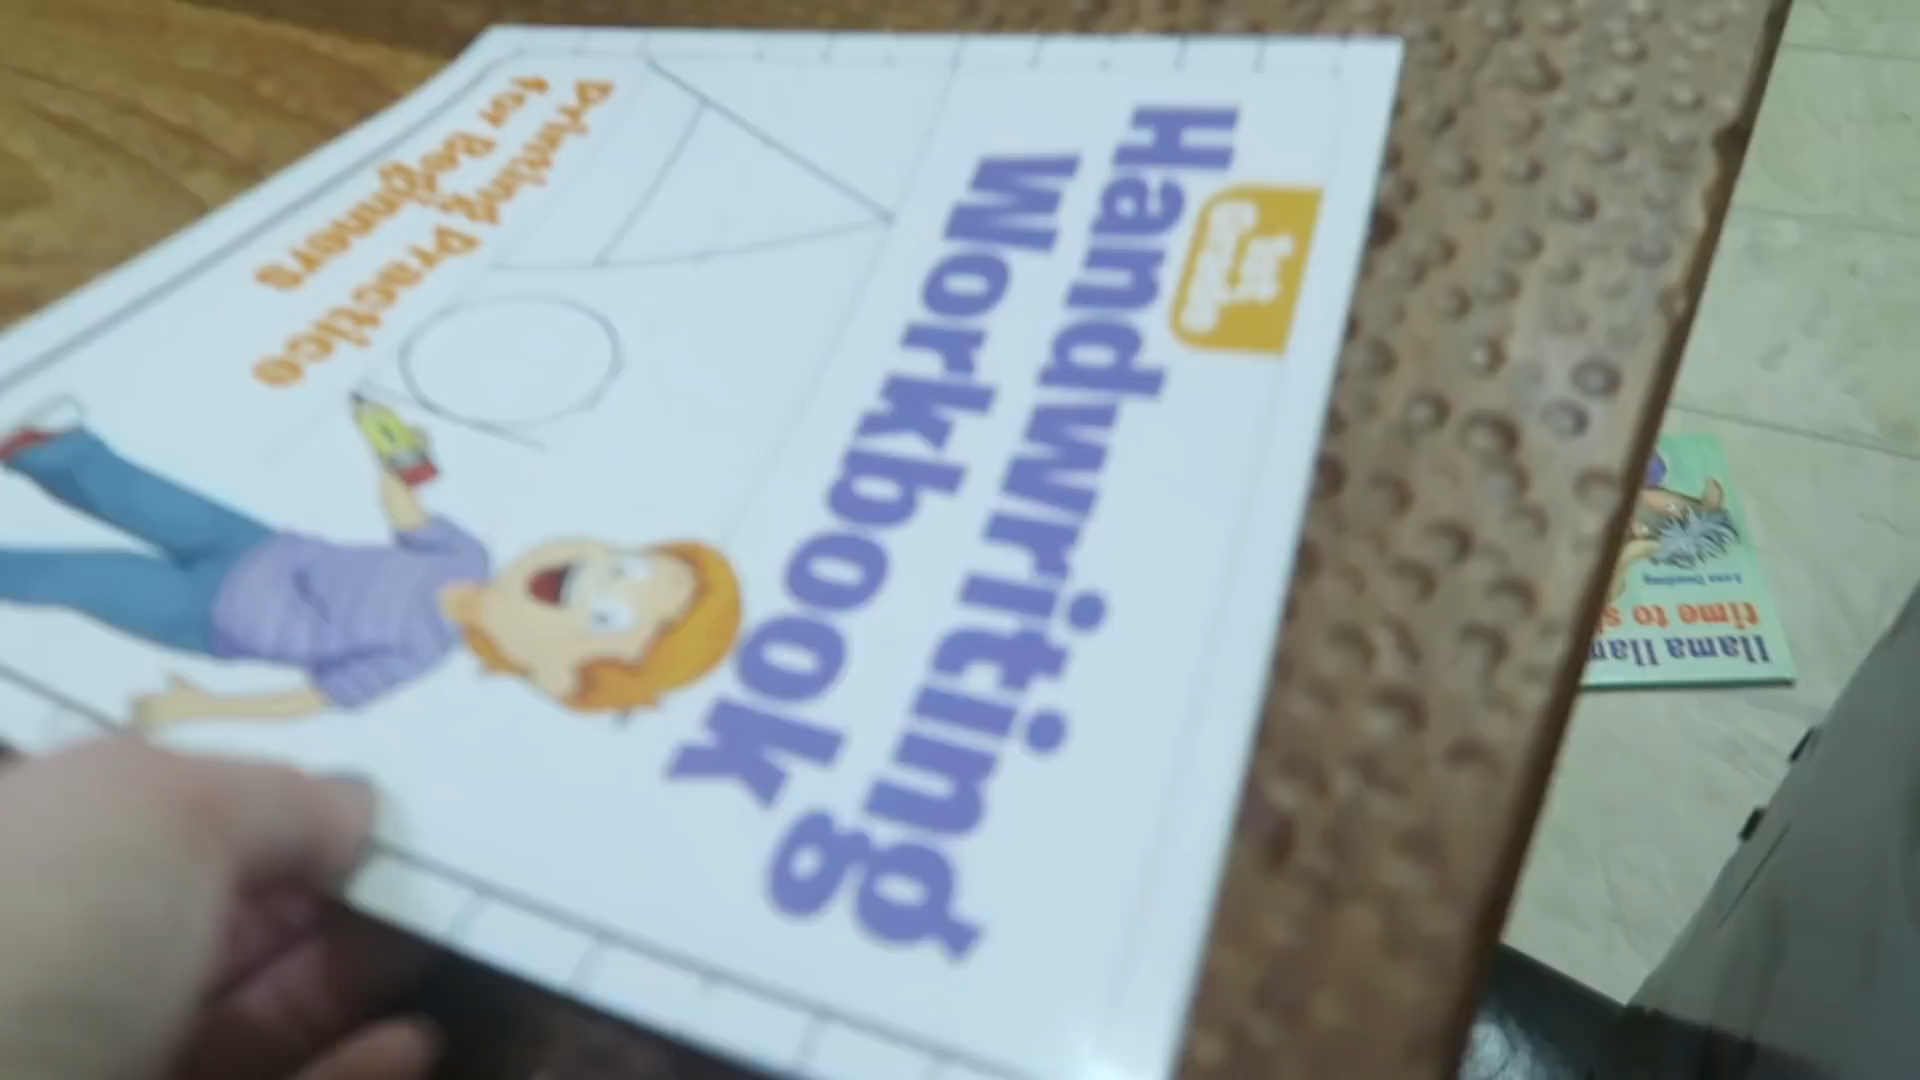 Handwriting
Workbook
Printing Practice
for Beginners
llama llam
time to s